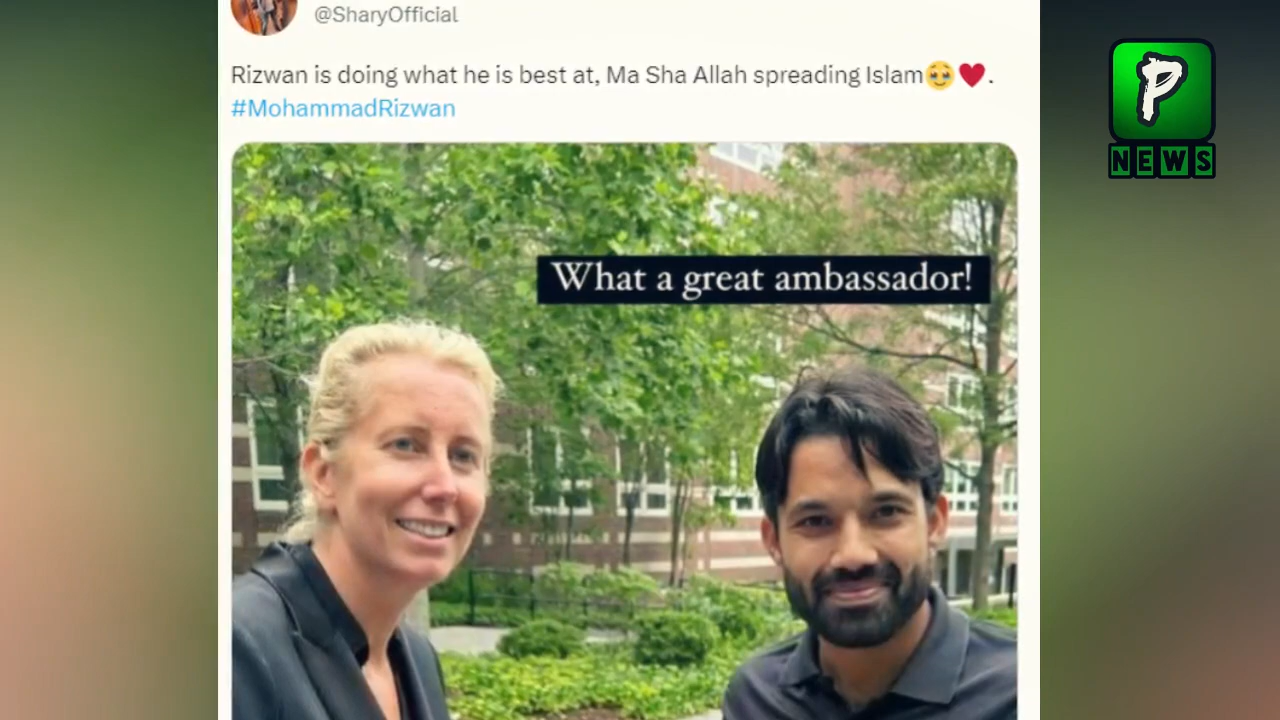 @SharyOfficial
Rizwan is doing what he is best at, Ma Sha Allah spreading Islam🥹♥️.
#MohammadRizwan
What a great ambassador!
P
NEWS